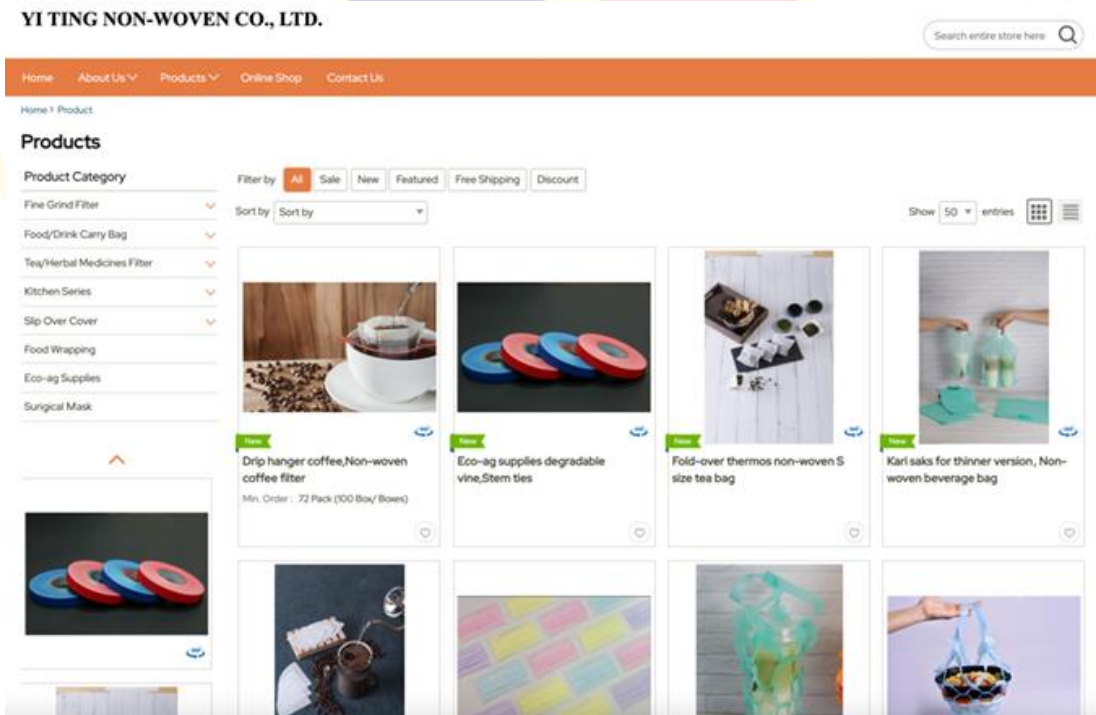 YI TING NON-WOVEN CO., LTD.
Search entire store here
Home About Us Products Online Shop Contact Us
Home > Product
Products
Product Category
Fine Grind Filter
Food/Drink Carry Bag
Tea/Herbal Medicines Filter
Kitchen Series
Slip Over Cover
Food Wrapping
Eco-ag Supplies
Surigical Mask
Filter by All Sale New Featured Free Shipping Discount
Sort by Sort by
Show 50 entries
New
Drip hanger coffee,Non-woven
coffee filter
Min. Order : 72 Pack (100 Box/ Boxes)
New
Eco-ag supplies degradable
vine,Stem ties
New
Fold-over thermos non-woven S
size tea bag
New
Kari saks for thinner version, Non-
woven beverage bag